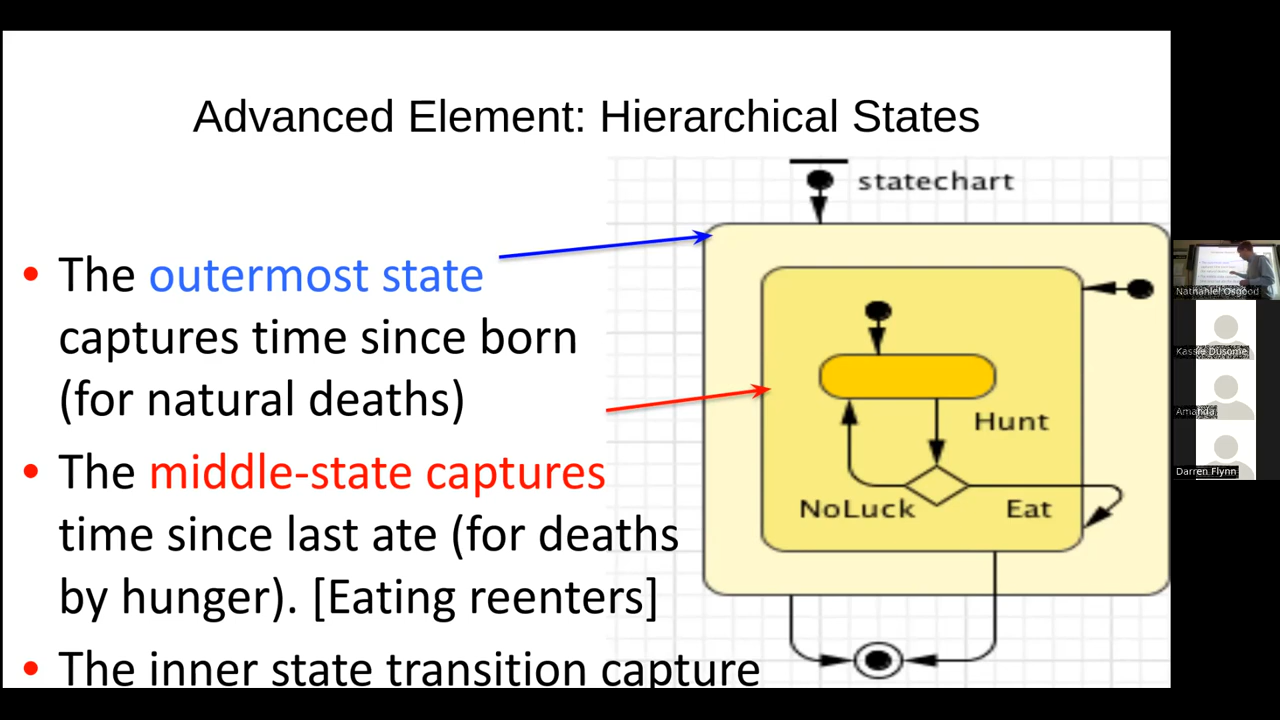 Advanced Element: Hierarchical States
statechart
• The outermost state
captures time since born
(for natural deaths)
• The middle-state captures
time since last ate (for deaths
by hunger). [Eating reenters]
• The inner state transition capture
Hunt
NoLuck
Eat
Nathaniel Osgood
Kassie Dusome
Amanda
Darren Flynn